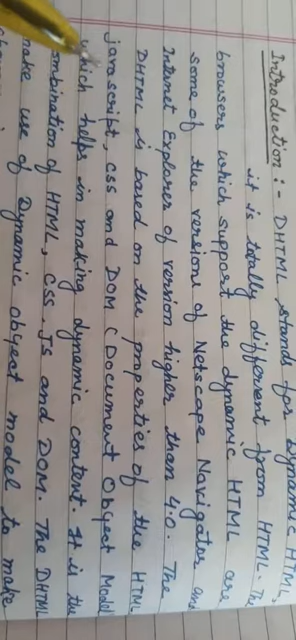 Introduction :- DHTML stands for Dynamic HTML,
it is totally different from HTML. The
browsers which support the dynamic HTML are
some of the versions of Netscape Navigator and
Internet Explorer of version higher than 4.0. The
DHTML is based on the properties of the HTML
javascript, css and DOM (Document Object Model
which helps in making dynamic content. It is the
ombination of HTML, CSS JS and DOM. The DHTML
make use of Dynamic object model to make